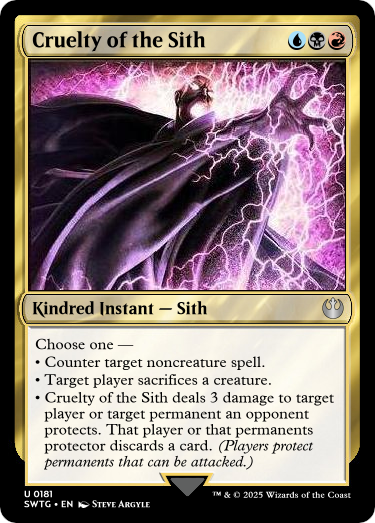 Cruelty of the Sith
Kindred Instant — Sith
Choose one —
• Counter target noncreature spell.
• Target player sacrifices a creature.
• Cruelty of the Sith deals 3 damage to target
player or target permanent an opponent
protects. That player or that permanents
protector discards a card. (Players protect
permanents that can be attacked.)
U 0181
SWTG • EN Steve Argyle
™ & © 2025 Wizards of the Coast